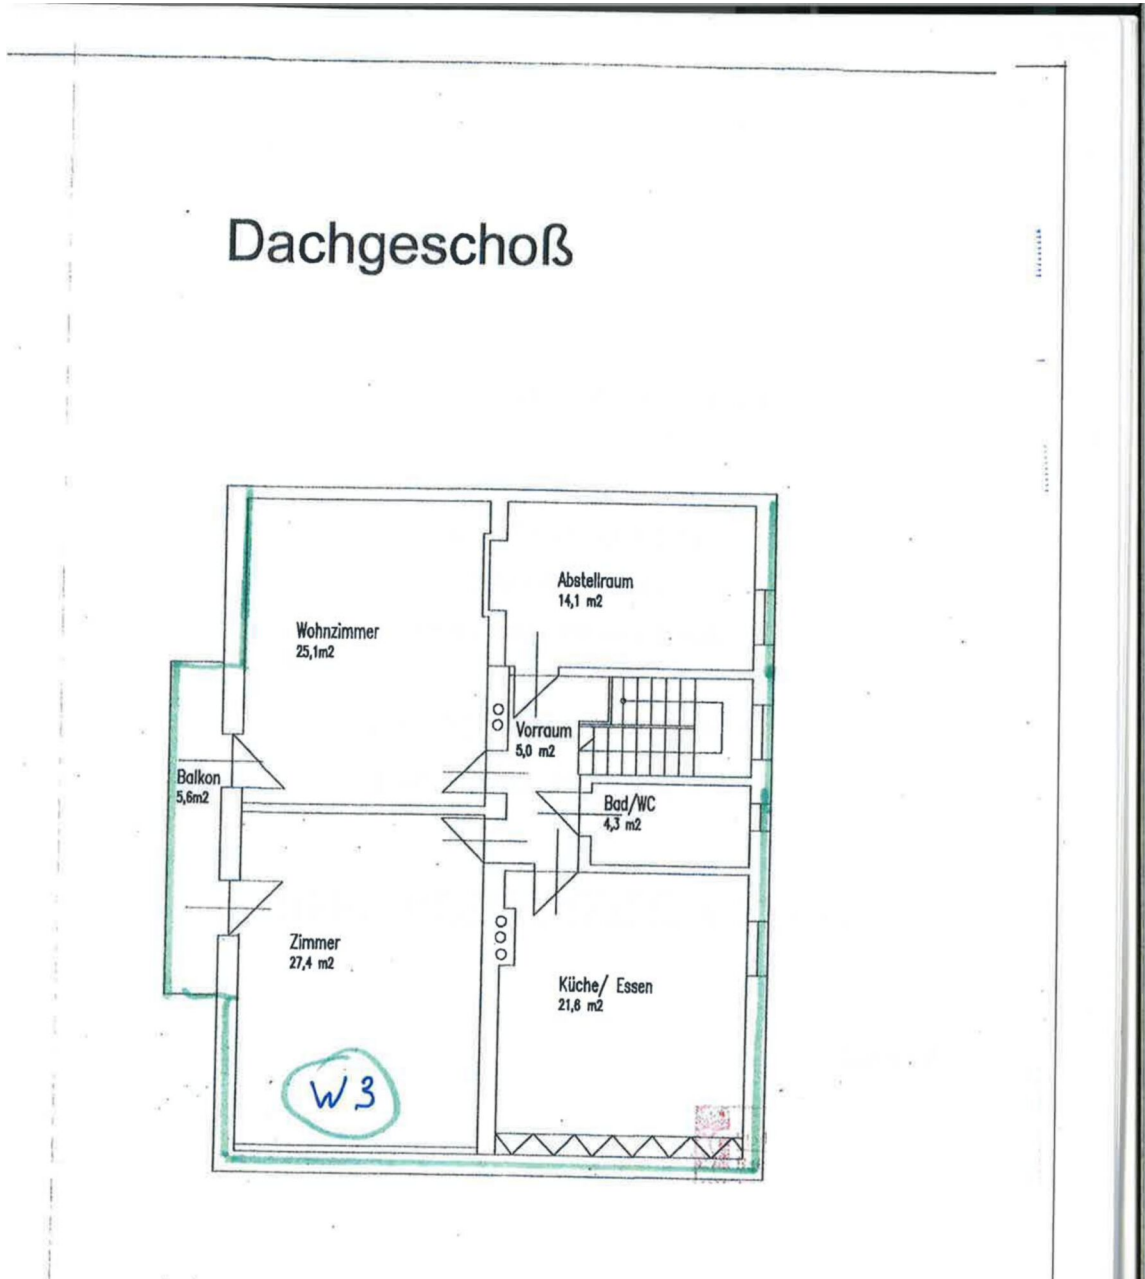 Dachgeschoß
Abstellraum
14,1 m2
Wohnzimmer
25,1m2
Vorraum
5,0 m2
Balkon
5,6m2
Bad/WC
4,3 m2
Zimmer
27,4 m2
Küche/ Essen
21,6 m2
W3